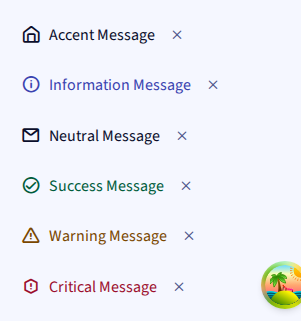 Accent Message
Information Message
Neutral Message
Success Message
Warning Message
Critical Message